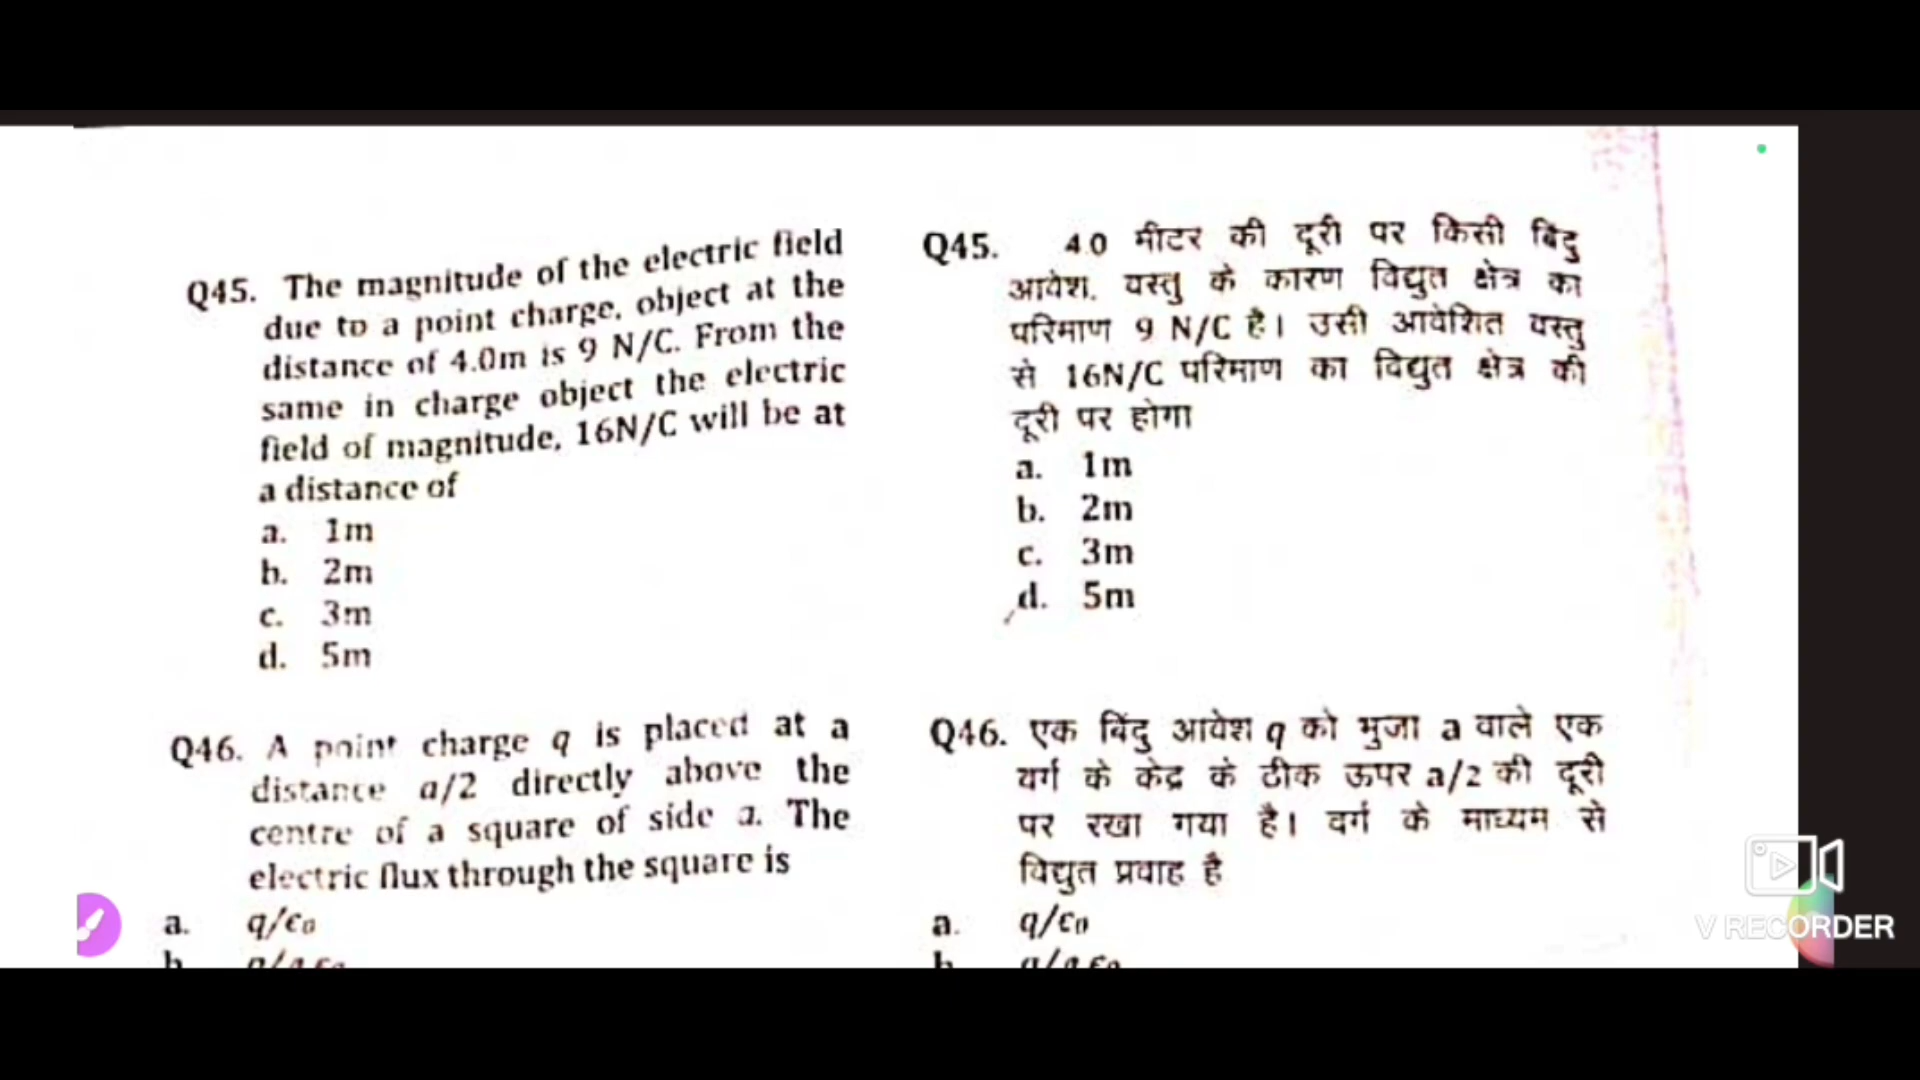 Q45. The magnitude of the electric field
due to a point charge, object at the
distance of 4.0m is 9 N/C. From the
same in charge object the electric
field of magnitude, 16N/C will be at
a distance of
a. 1m
b. 2m
c. 3m
d. 5m
Q46. A point charge q is placed at a
distance a/2 directly above the
centre of a square of side a. The
electric flux through the square is
a. q/ϵ₀
Q45. 4.0 मीटर की दूरी पर किसी बिंदु
आवेश, वस्तु के कारण विद्युत क्षेत्र का
परिमाण 9 N/C है। उसी आवेशित वस्तु
से 16N/C परिमाण का विद्युत क्षेत्र की
दूरी पर होगा
a. 1m
b. 2m
c. 3m
d. 5m
Q46. एक बिंदु आवेश q को भुजा a वाले एक
वर्ग के केंद्र के ठीक ऊपर a/2 की दूरी
पर रखा गया है। वर्ग के माध्यम से
विद्युत प्रवाह है
a. q/ϵ₀
V RECORDER